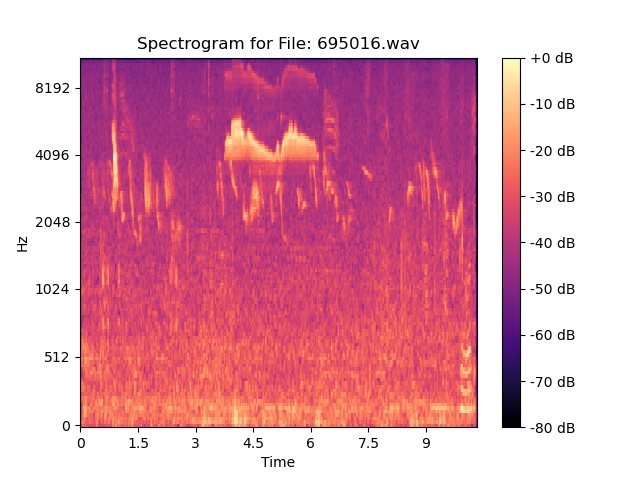 Spectrogram for File: 695016.wav
8192
4096
2048
1024
512
0
Hz
0 1.5 3 4.5 6 7.5 9
Time
+0 dB
-10 dB
-20 dB
-30 dB
-40 dB
-50 dB
-60 dB
-70 dB
-80 dB